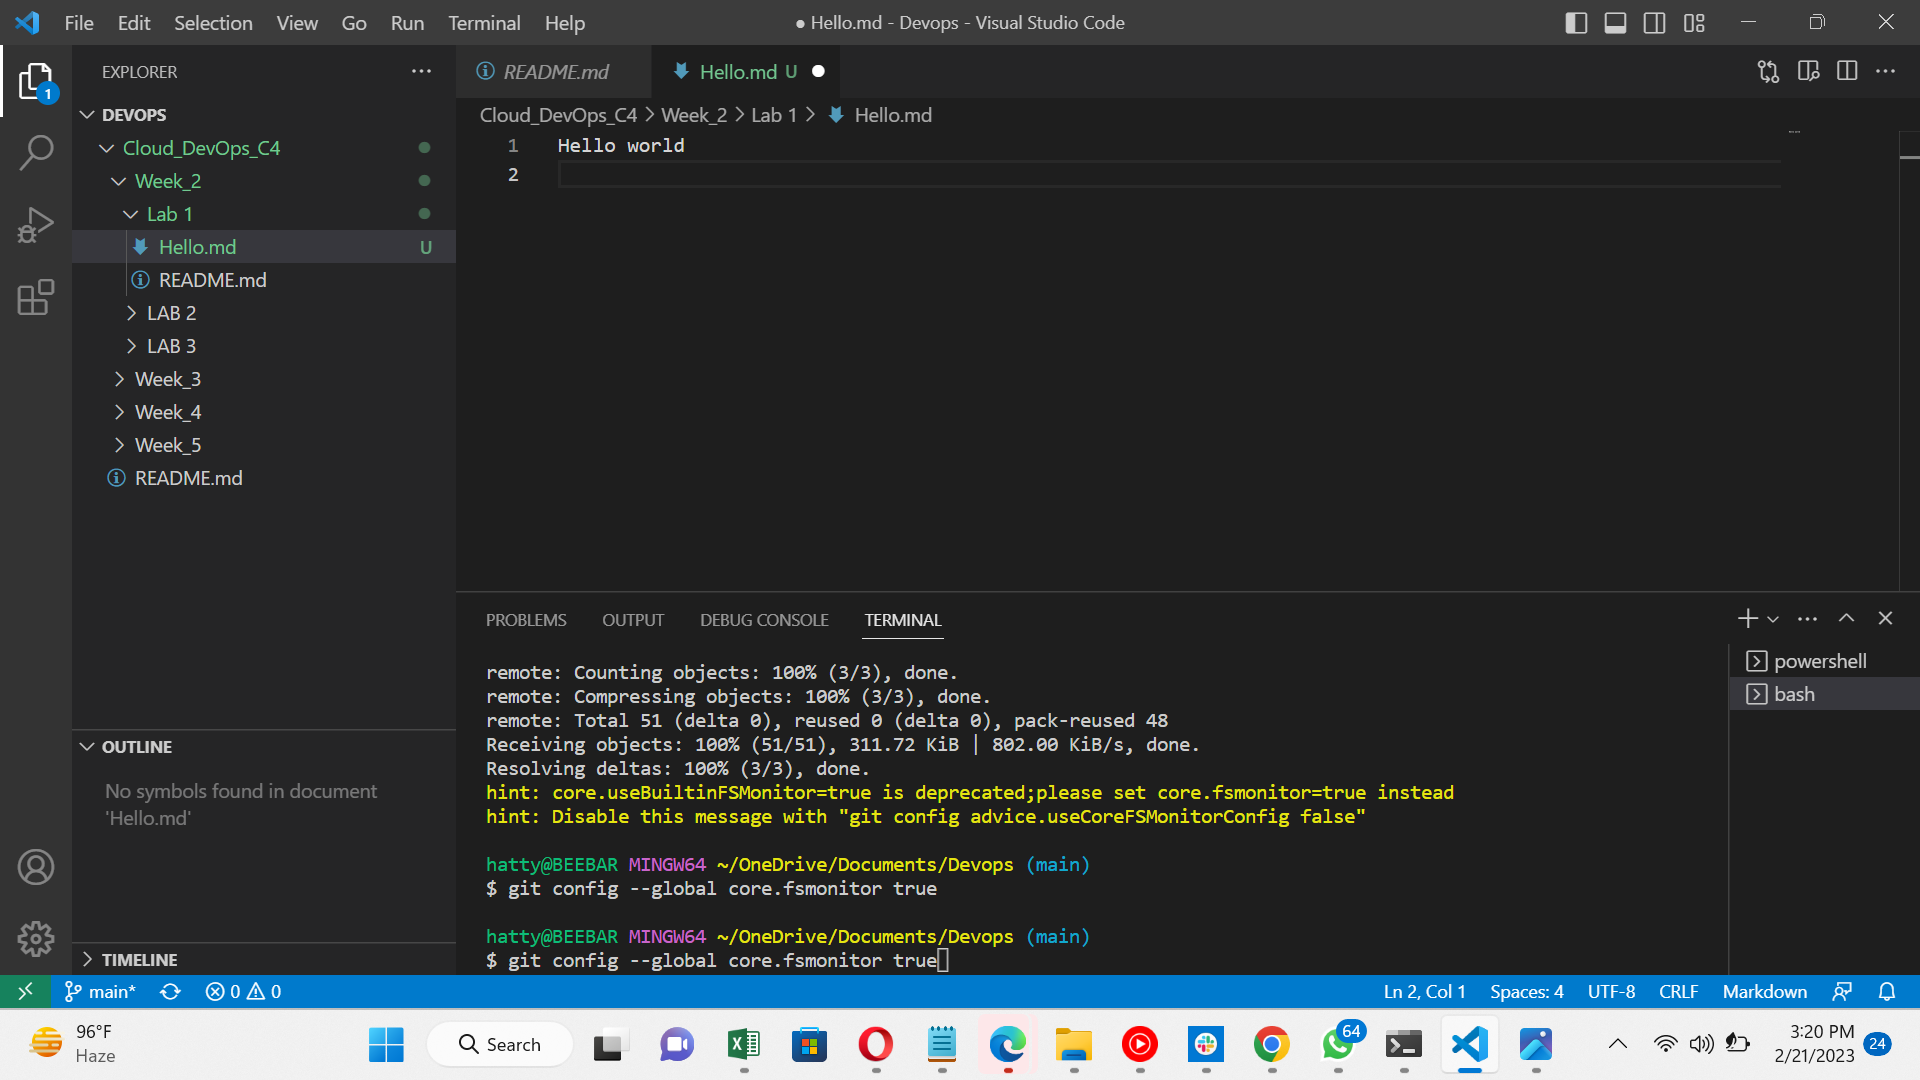 File Edit Selection View Go Run Terminal Help
● Hello.md - Devops - Visual Studio Code
1
EXPLORER
DEVOPS
Cloud_DevOps_C4
Week_2
Lab 1
Hello.md U
README.md
LAB 2
LAB 3
Week_3
Week_4
Week_5
README.md
OUTLINE
No symbols found in document
'Hello.md'
TIMELINE
README.md
Hello.md U
Cloud_DevOps_C4 > Week_2 > Lab 1 > Hello.md
1 Hello world
2
PROBLEMS OUTPUT DEBUG CONSOLE TERMINAL
remote: Counting objects: 100% (3/3), done.
remote: Compressing objects: 100% (3/3), done.
remote: Total 51 (delta 0), reused 0 (delta 0), pack-reused 48
Receiving objects: 100% (51/51), 311.72 KiB | 802.00 KiB/s, done.
Resolving deltas: 100% (3/3), done.
hint: core.useBuiltinFSMonitor=true is deprecated;please set core.fsmonitor=true instead
hint: Disable this message with "git config advice.useCoreFSMonitorConfig false"
hatty@BEEBAR MINGW64 ~/OneDrive/Documents/Devops (main)
$ git config --global core.fsmonitor true
hatty@BEEBAR MINGW64 ~/OneDrive/Documents/Devops (main)
$ git config --global core.fsmonitor true
powershell
bash
main* 0 0
Ln 2, Col 1 Spaces: 4 UTF-8 CRLF Markdown
96°F
Haze
Search
64
3:20 PM
2/21/2023
24